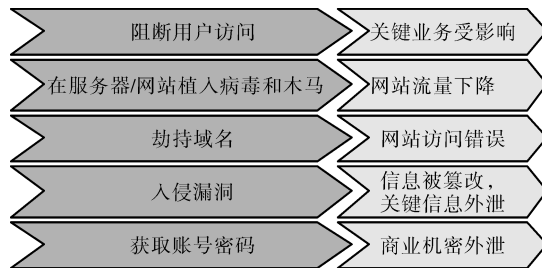 阻断用户访问
关键业务受影响
在服务器/网站植入病毒和木马
网站流量下降
劫持域名
网站访问错误
入侵漏洞
信息被篡改，
关键信息外泄
获取账号密码
商业机密外泄